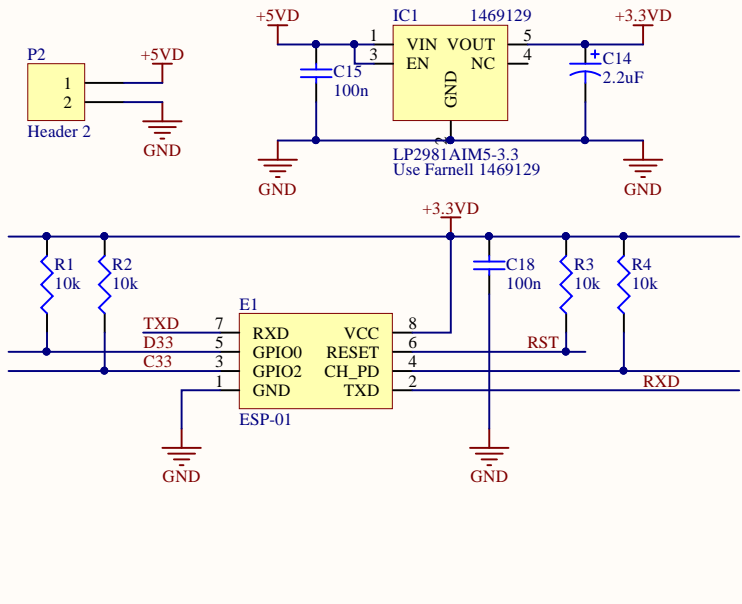 +5VD
IC1
1469129
+3.3VD
P2
+5VD
1
VIN
VOUT
5
3
EN
NC
4
C15
100n
C14
2.2uF
1
2
GND
2
Header 2
GND
LP2981AIM5-3.3
Use Farnell 1469129
GND
GND
+3.3VD
R1
10k
R2
10k
C18
100n
R3
10k
R4
10k
E1
TXD
7
RXD
VCC
8
D33
5
GPIO0
RESET
6
RST
C33
3
GPIO2
CH_PD
4
1
GND
TXD
2
RXD
ESP-01
GND
GND